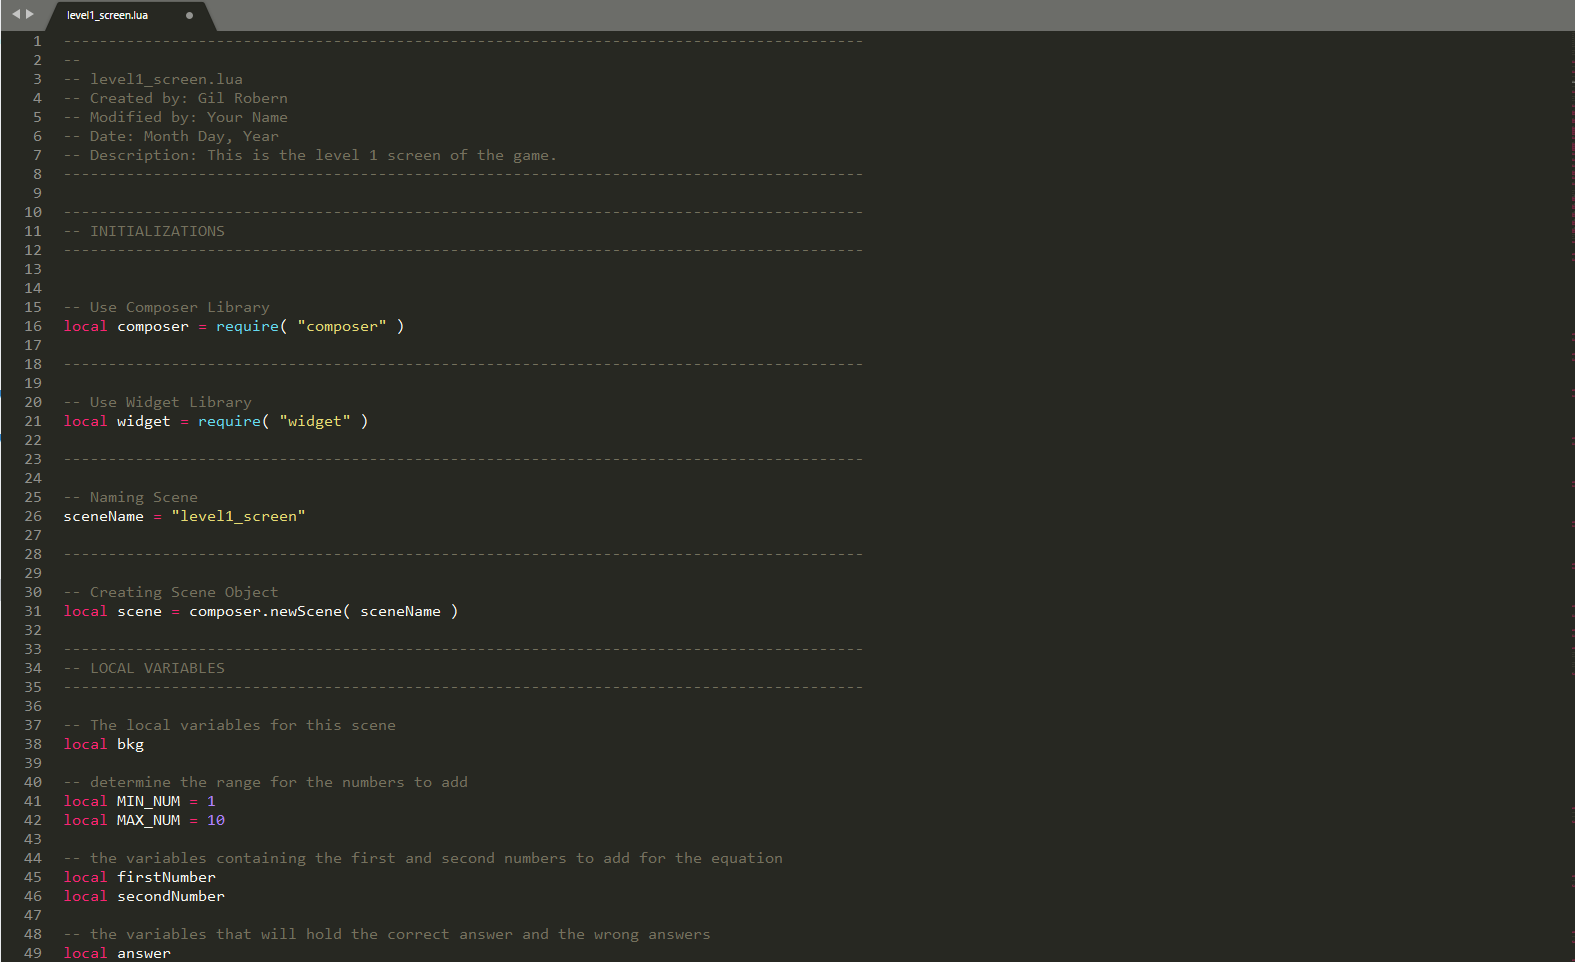 level1_screen.lua
1 -----------------------------------------------------------------------------------------
2 --
3 -- level1_screen.lua
4 -- Created by: Gil Robern
5 -- Modified by: Your Name
6 -- Date: Month Day, Year
7 -- Description: This is the level 1 screen of the game.
8 -----------------------------------------------------------------------------------------
9
10 -----------------------------------------------------------------------------------------
11 -- INITIALIZATIONS
12 -----------------------------------------------------------------------------------------
13
14
15 -- Use Composer Library
16 local composer = require( "composer" )
17
18 -----------------------------------------------------------------------------------------
19
20 -- Use Widget Library
21 local widget = require( "widget" )
22
23 -----------------------------------------------------------------------------------------
24
25 -- Naming Scene
26 sceneName = "level1_screen"
27
28 -----------------------------------------------------------------------------------------
29
30 -- Creating Scene Object
31 local scene = composer.newScene( sceneName )
32
33 -----------------------------------------------------------------------------------------
34 -- LOCAL VARIABLES
35 -----------------------------------------------------------------------------------------
36
37 -- The local variables for this scene
38 local bkg
39
40 -- determine the range for the numbers to add
41 local MIN_NUM = 1
42 local MAX_NUM = 10
43
44 -- the variables containing the first and second numbers to add for the equation
45 local firstNumber
46 local secondNumber
47
48 -- the variables that will hold the correct answer and the wrong answers
49 local answer